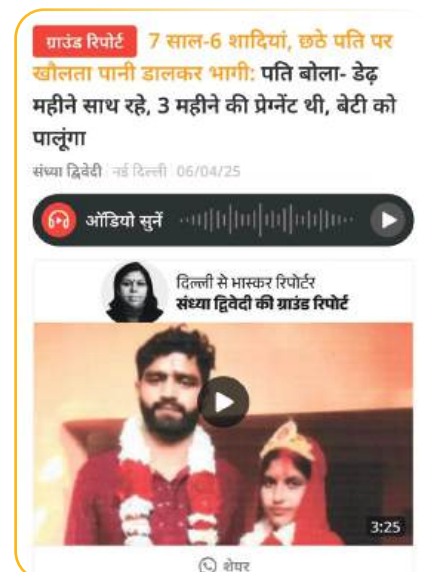 ग्राउंड रिपोर्ट 7 साल-6 शादियां, छठे पति पर
खौलता पानी डालकर भागी: पति बोला- डेढ़
महीने साथ रहे, 3 महीने की प्रेग्नेंट थी, बेटी को
पालूंगा
संध्या द्विवेदी नई दिल्ली 06/04/25
ऑडियो सुनें
दिल्ली से भास्कर रिपोर्टर
संध्या द्विवेदी की ग्राउंड रिपोर्ट
3:25
शेयर